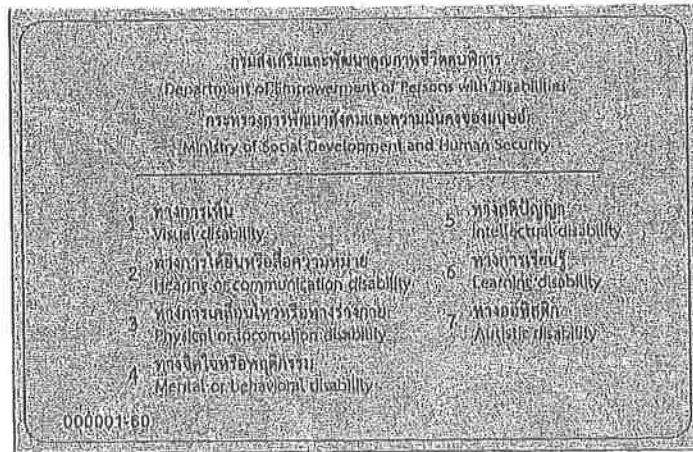 กรมส่งเสริมและพัฒนาคุณภาพชีวิตคนพิการ
Department of Empowerment of Persons with Disabilities
กระทรวงการพัฒนาสังคมและความมั่นคงของมนุษย์
Ministry of Social Development and Human Security
1 ทางการเห็น
Visual disability
2 ทางการได้ยินหรือสื่อความหมาย
Hearing or communication disability
3 ทางการเคลื่อนไหวหรือทางร่างกาย
Physical or locomotion disability
4 ทางจิตใจหรือพฤติกรรม
Mental or behavioral disability
5 ทางสติปัญญา
Intellectual disability
6 ทางการเรียนรู้
Learning disability
7 ทางออทิสติก
Autistic disability
000001-60